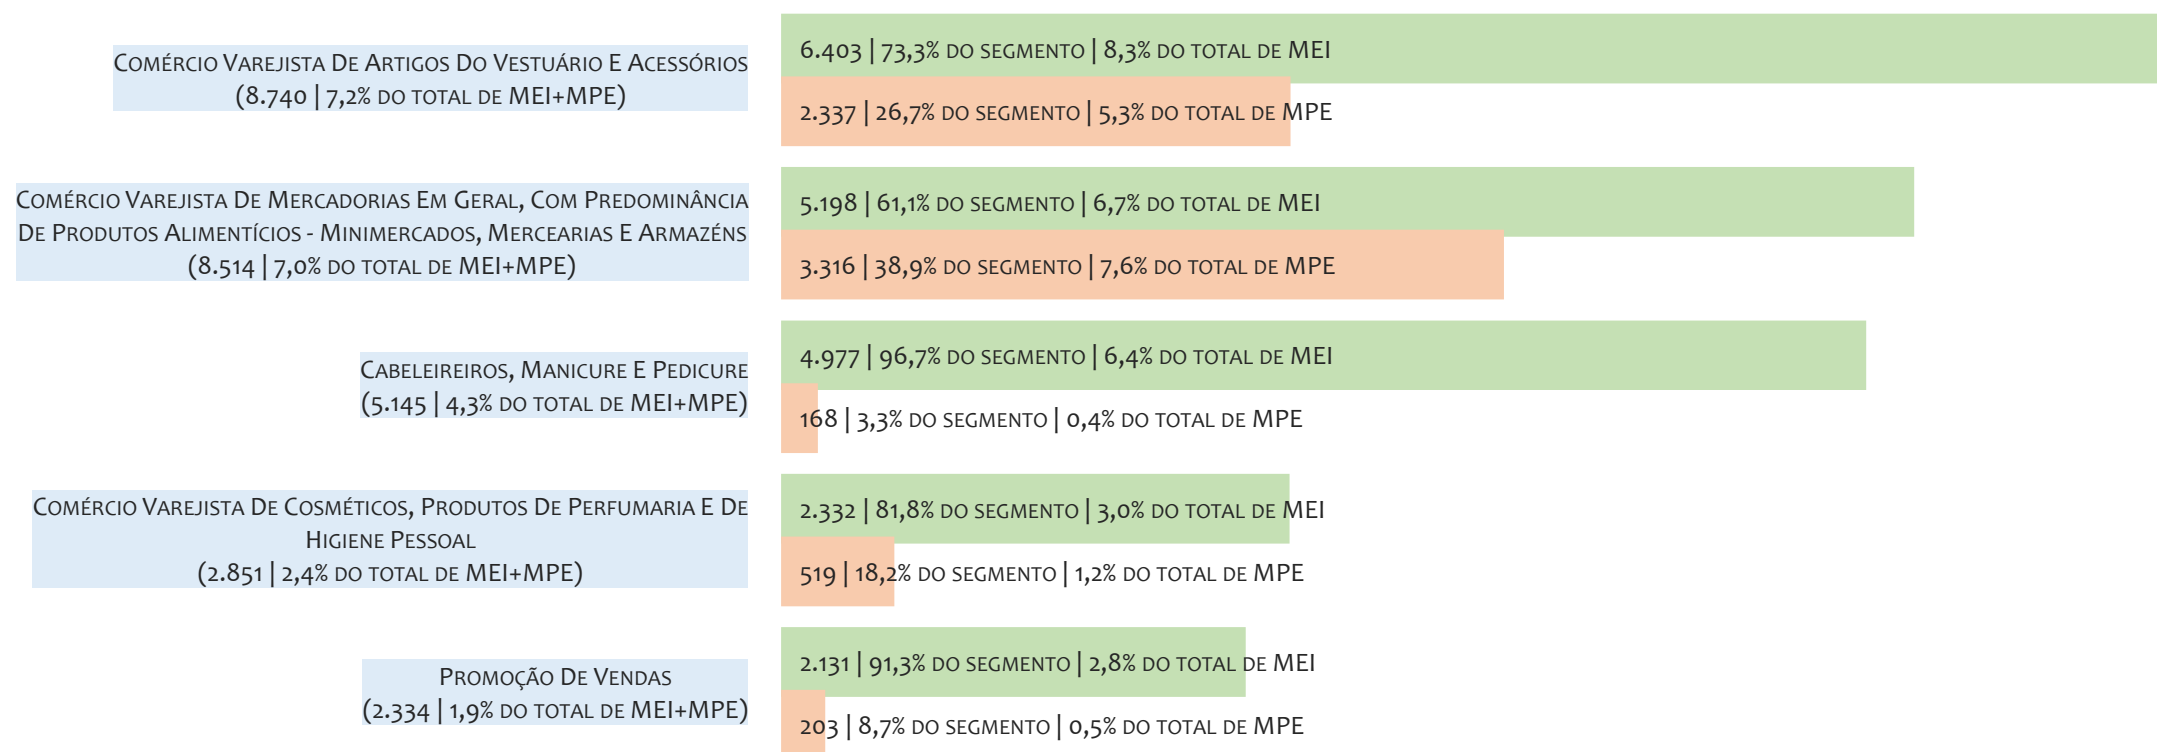 Comércio Varejista De Artigos Do Vestuário E Acessórios
(8.740 | 7,2% do total de MEI+MPE)
6.403 | 73,3% do segmento | 8,3% do total de MEI
2.337 | 26,7% do segmento | 5,3% do total de MPE
Comércio Varejista De Mercadorias Em Geral, Com Predominância
De Produtos Alimentícios - Minimercados, Mercearias E Armazéns
(8.514 | 7,0% do total de MEI+MPE)
5.198 | 61,1% do segmento | 6,7% do total de MEI
3.316 | 38,9% do segmento | 7,6% do total de MPE
Cabeleireiros, Manicure E Pedicure
(5.145 | 4,3% do total de MEI+MPE)
4.977 | 96,7% do segmento | 6,4% do total de MEI
168 | 3,3% do segmento | 0,4% do total de MPE
Comércio Varejista De Cosméticos, Produtos De Perfumaria E De
Higiene Pessoal
(2.851 | 2,4% do total de MEI+MPE)
2.332 | 81,8% do segmento | 3,0% do total de MEI
519 | 18,2% do segmento | 1,2% do total de MPE
Promoção De Vendas
(2.334 | 1,9% do total de MEI+MPE)
2.131 | 91,3% do segmento | 2,8% do total de MEI
203 | 8,7% do segmento | 0,5% do total de MPE